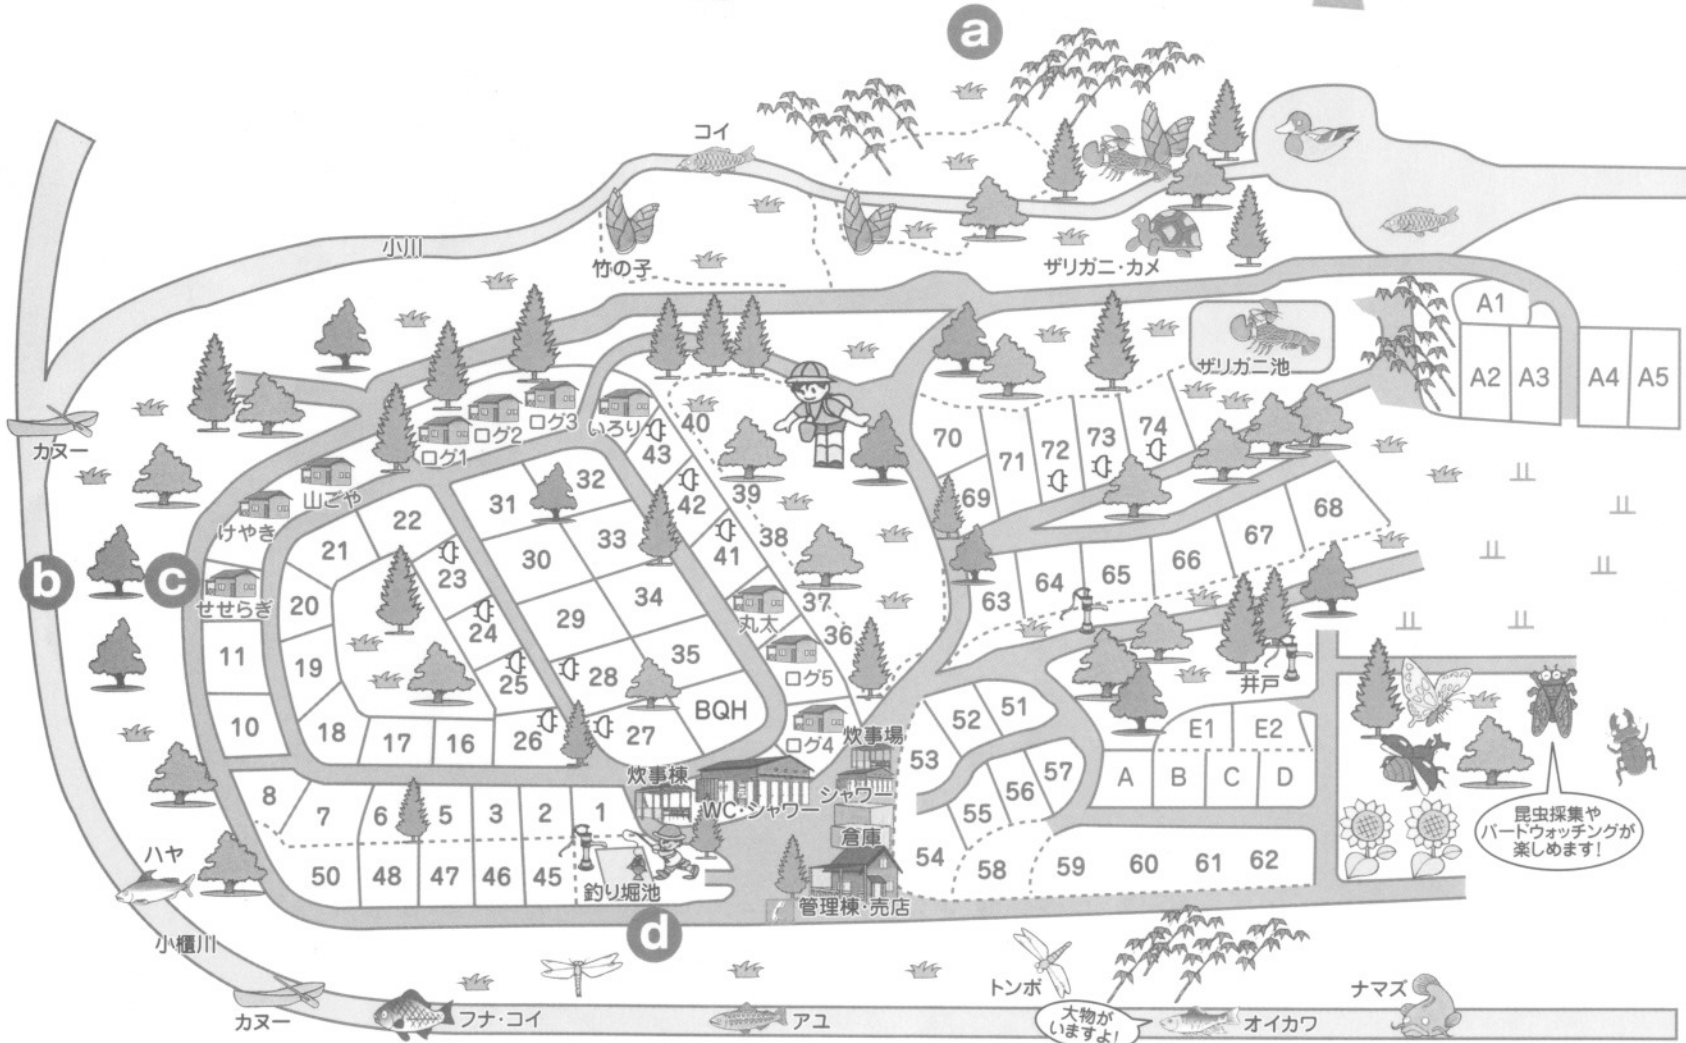 a
コイ
小川
竹の子
ザリガニ・カメ
A1
A2
A3
A4
A5
ザリガニ池
カヌー
ログ1
ログ2
ログ3
いろり
山ごや
けやき
せせらぎ
b
c
40
43
42
39
41
38
37
36
丸太
ログ5
ログ4
70
71
72
73
74
69
68
67
66
65
64
63
31
32
22
21
30
33
23
20
29
34
24
19
35
28
25
11
10
18
17
16
26
27
BQH
井戸
51
52
53
57
56
55
E1
E2
A
B
C
D
炊事場
炊事棟
WC・シャワー
シャワー
倉庫
管理棟・売店
8
7
6
5
3
2
1
50
48
47
46
45
釣り堀池
54
58
59
60
61
62
昆虫採集や
バードウォッチングが
楽しめます!
d
ハヤ
小櫃川
カヌー
フナ・コイ
アユ
トンボ
大物が
いますよ!
オイカワ
ナマズ